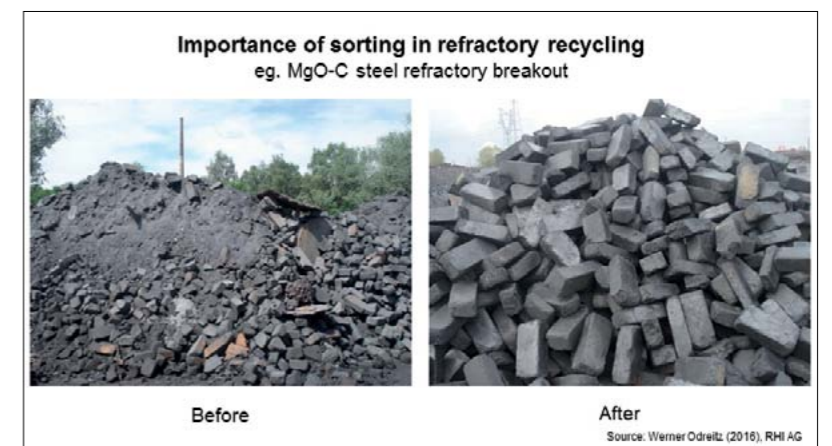 Importance of sorting in refractory recycling
eg. MgO-C steel refractory breakout
Before
After
Source: Werner Odreitz (2016), RHI AG